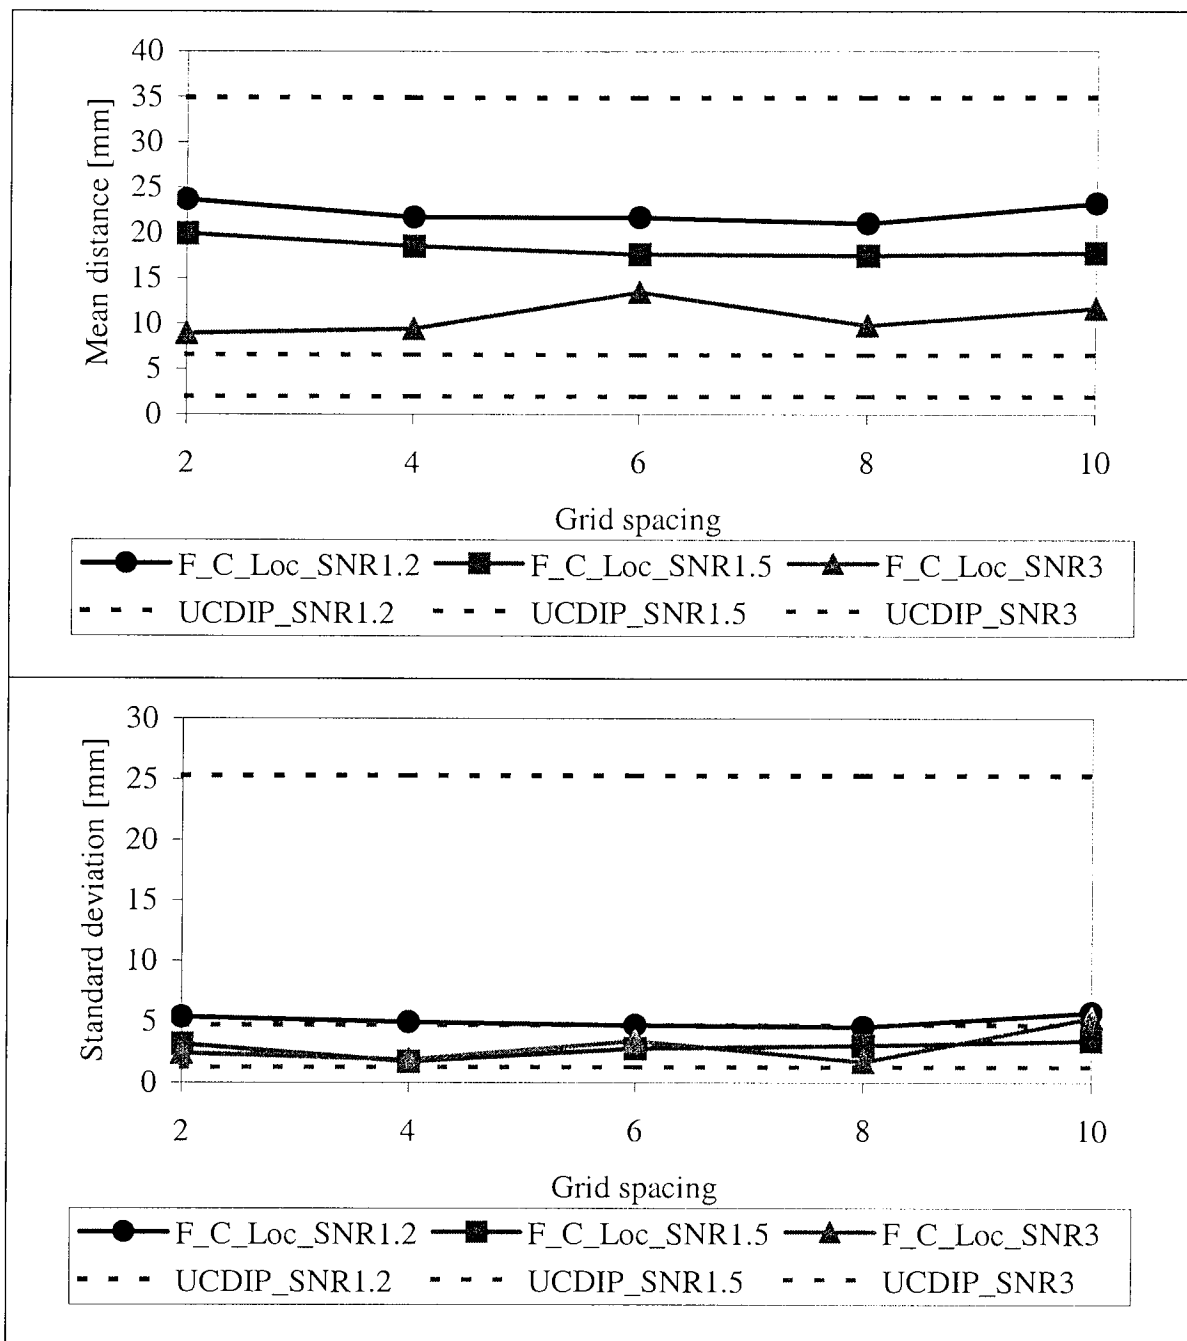 40
35
30
25
20
15
10
5
0
Mean distance [mm]
2 4 6 8 10
Grid spacing
F_C_Loc_SNR1.2 F_C_Loc_SNR1.5 F_C_Loc_SNR3
UCDIP_SNR1.2 UCDIP_SNR1.5 UCDIP_SNR3
30
25
20
15
10
5
0
Standard deviation [mm]
2 4 6 8 10
Grid spacing
F_C_Loc_SNR1.2 F_C_Loc_SNR1.5 F_C_Loc_SNR3
UCDIP_SNR1.2 UCDIP_SNR1.5 UCDIP_SNR3